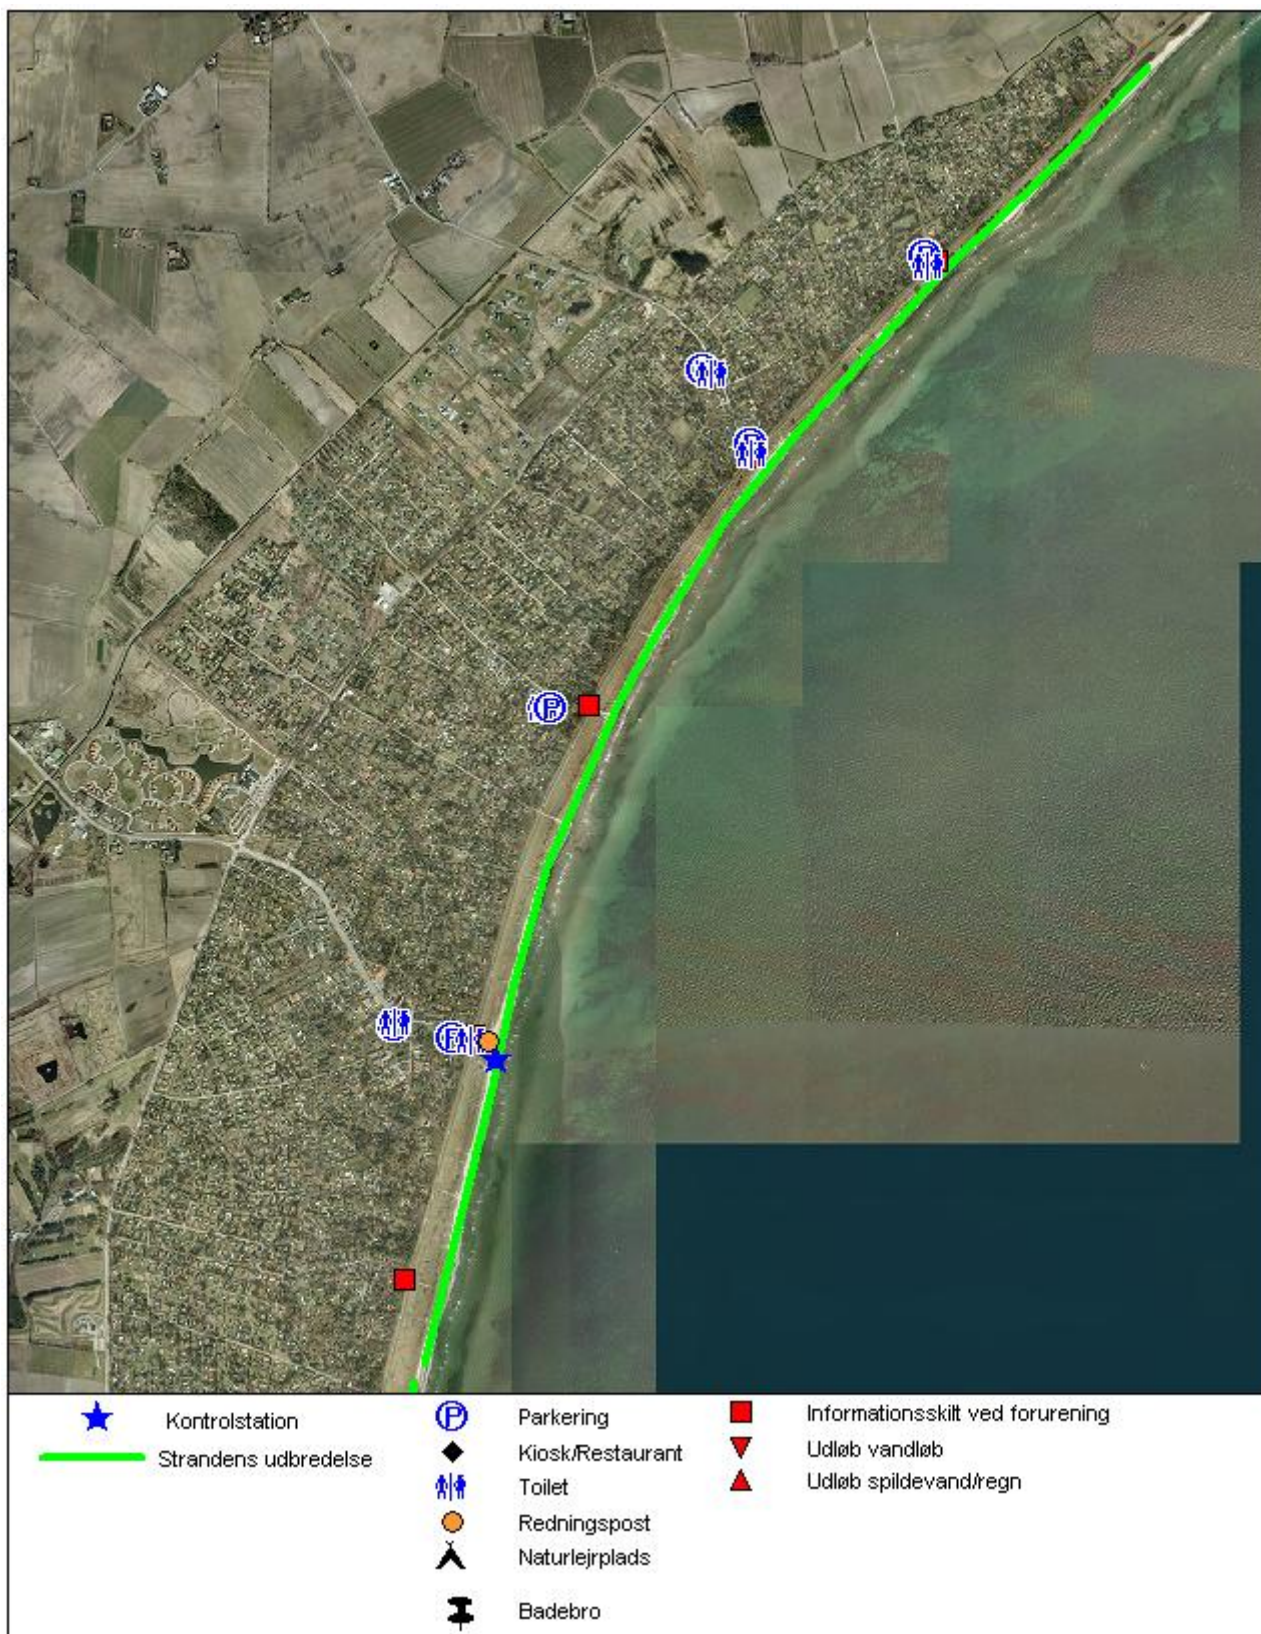 Kontrolstation
Strandens udbredelse
P Parkering
Kiosk/Restaurant
Toilet
Redningspost
Naturlejrplads
Badebro
Informationsskilt ved forurening
Udløb vandløb
Udløb spildevand/regn
P
P